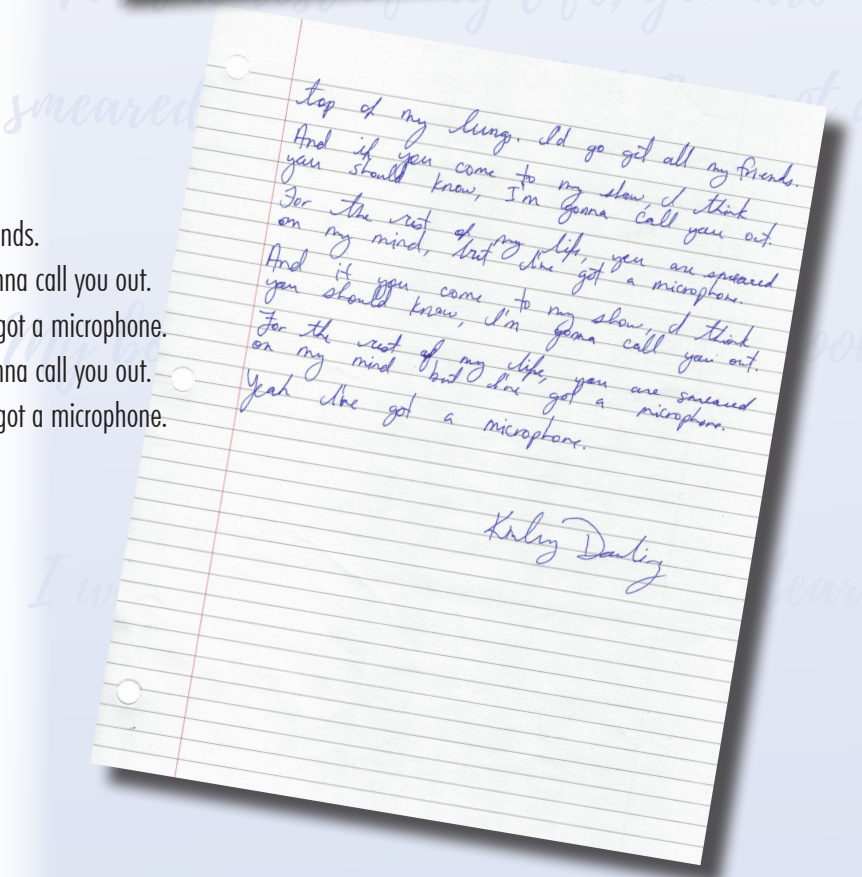 smeared
nds.
nna call you out.
got a microphone.
nna call you out.
got a microphone.
top of my lung. I'd go get all my friends.
And if you come to my show, I think
you should know, I'm gonna call you out.
For the rest of my life, you are smeared
on my mind, but I've got a microphone.
And if you come to my show, I think
you should know, I'm gonna call you out.
For the rest of my life, you are smeared
on my mind but I've got a microphone.
Yeah I've got a microphone.
Darling